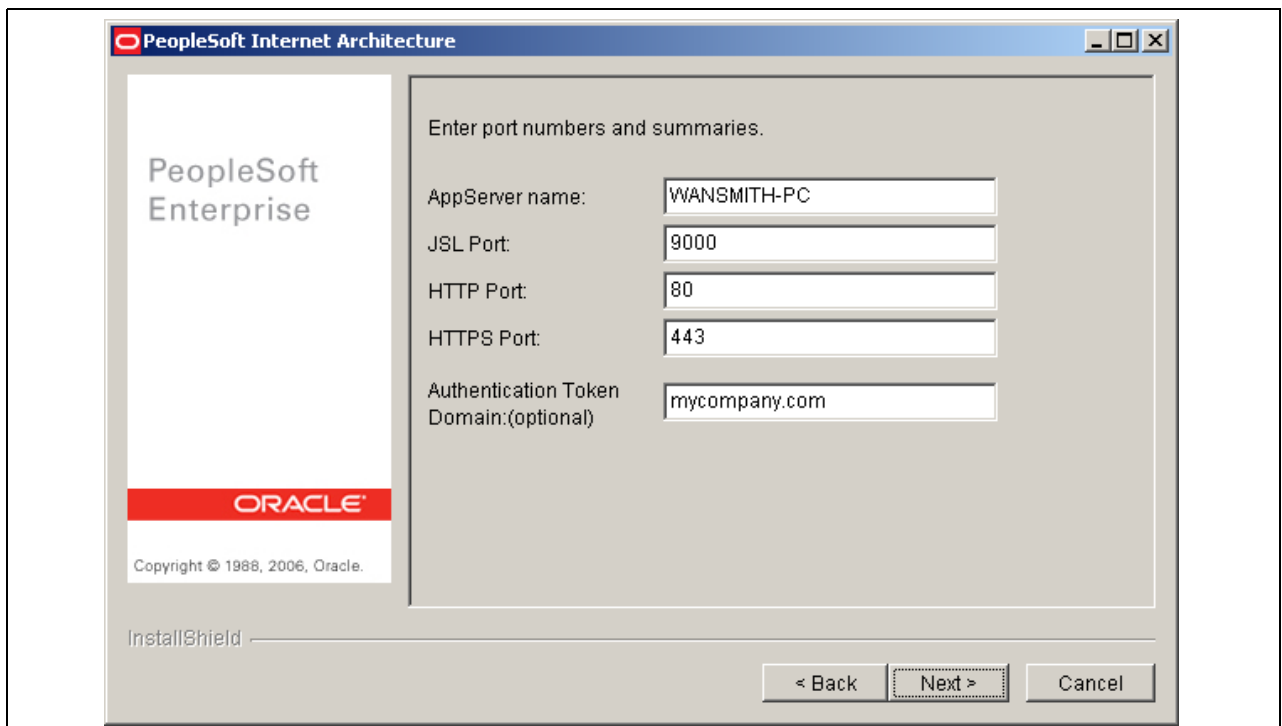 PeopleSoft Internet Architecture
PeopleSoft
Enterprise
ORACLE
Copyright © 1988, 2006, Oracle.
Enter port numbers and summaries.
AppServer name: WANSMITH-PC
JSL Port: 9000
HTTP Port: 80
HTTPS Port: 443
Authentication Token
Domain:(optional) mycompany.com
InstallShield
< Back Next > Cancel